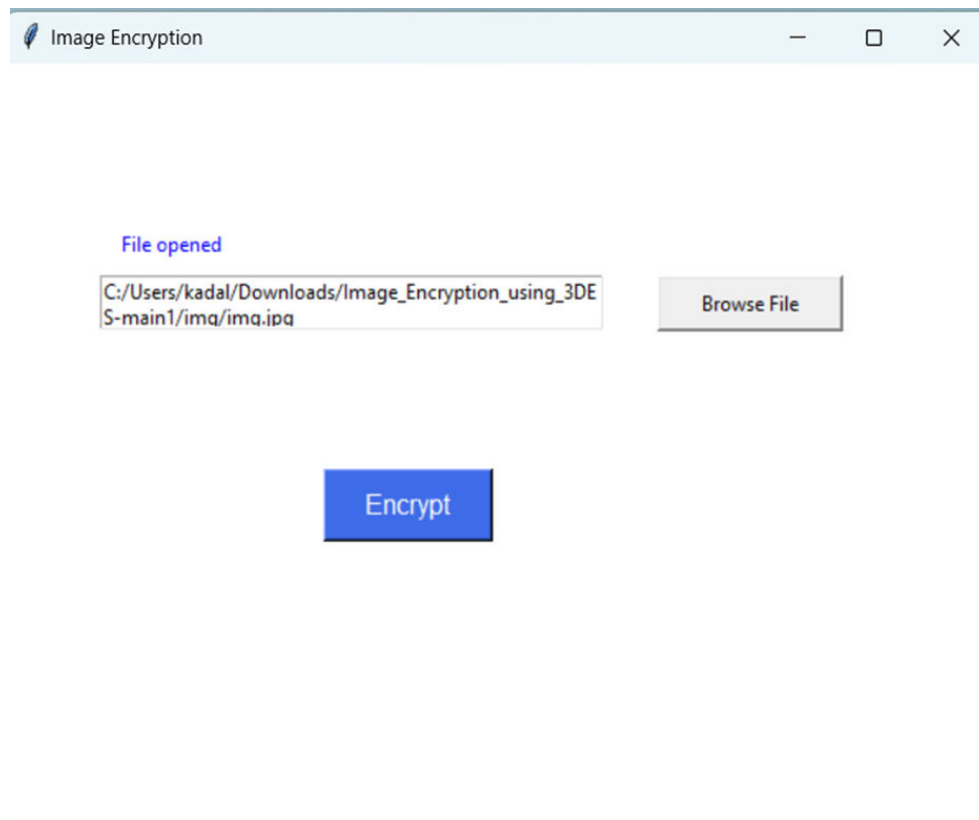 Image Encryption
File opened
C:/Users/kadal/Downloads/Image_Encryption_using_3DE
S-main1/img/img.jpg
Browse File
Encrypt